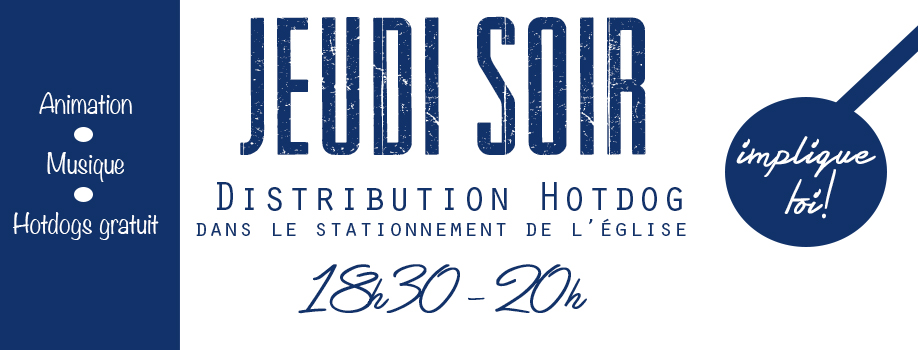 Animation
Musique
Hotdogs gratuit
JEUDI SOIR
Distribution Hotdog
dans le stationnement de l'église
18h30 - 20h
implique
toi!